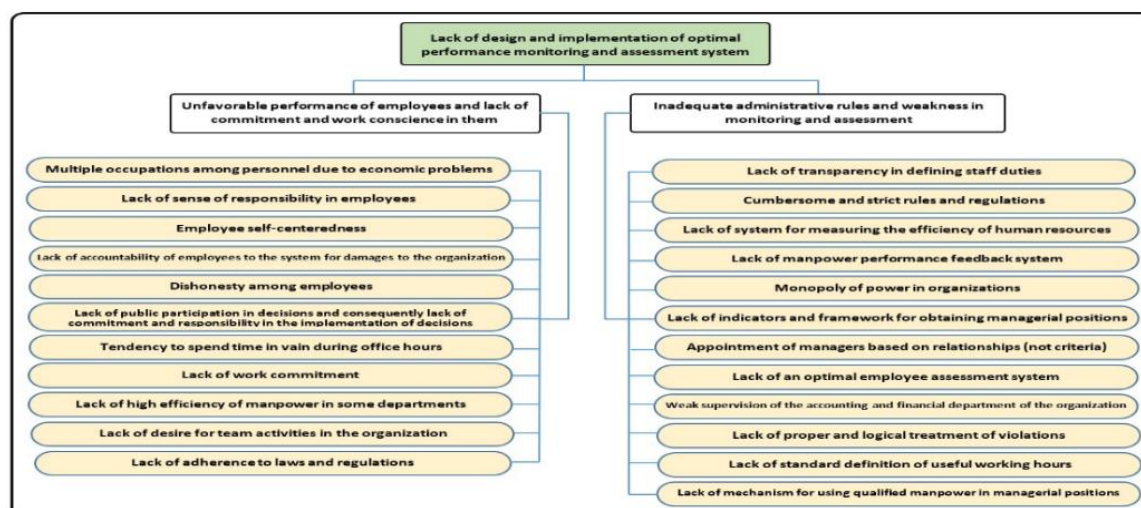 Lack of design and implementation of optimal
performance monitoring and assessment system
Unfavorable performance of employees and lack of
commitment and work conscience in them
Multiple occupations among personnel due to economic problems
Lack of sense of responsibility in employees
Employee self-centeredness
Lack of accountability of employees to the system for damages to the organization
Dishonesty among employees
Lack of public participation in decisions and consequently lack of
commitment and responsibility in the implementation of decisions
Tendency to spend time in vain during office hours
Lack of work commitment
Lack of high efficiency of manpower in some departments
Lack of desire for team activities in the organization
Lack of adherence to laws and regulations
Inadequate administrative rules and weakness in
monitoring and assessment
Lack of transparency in defining staff duties
Cumbersome and strict rules and regulations
Lack of system for measuring the efficiency of human resources
Lack of manpower performance feedback system
Monopoly of power in organizations
Lack of indicators and framework for obtaining managerial positions
Appointment of managers based on relationships (not criteria)
Lack of an optimal employee assessment system
Weak supervision of the accounting and financial department of the organization
Lack of proper and logical treatment of violations
Lack of standard definition of useful working hours
Lack of mechanism for using qualified manpower in managerial positions